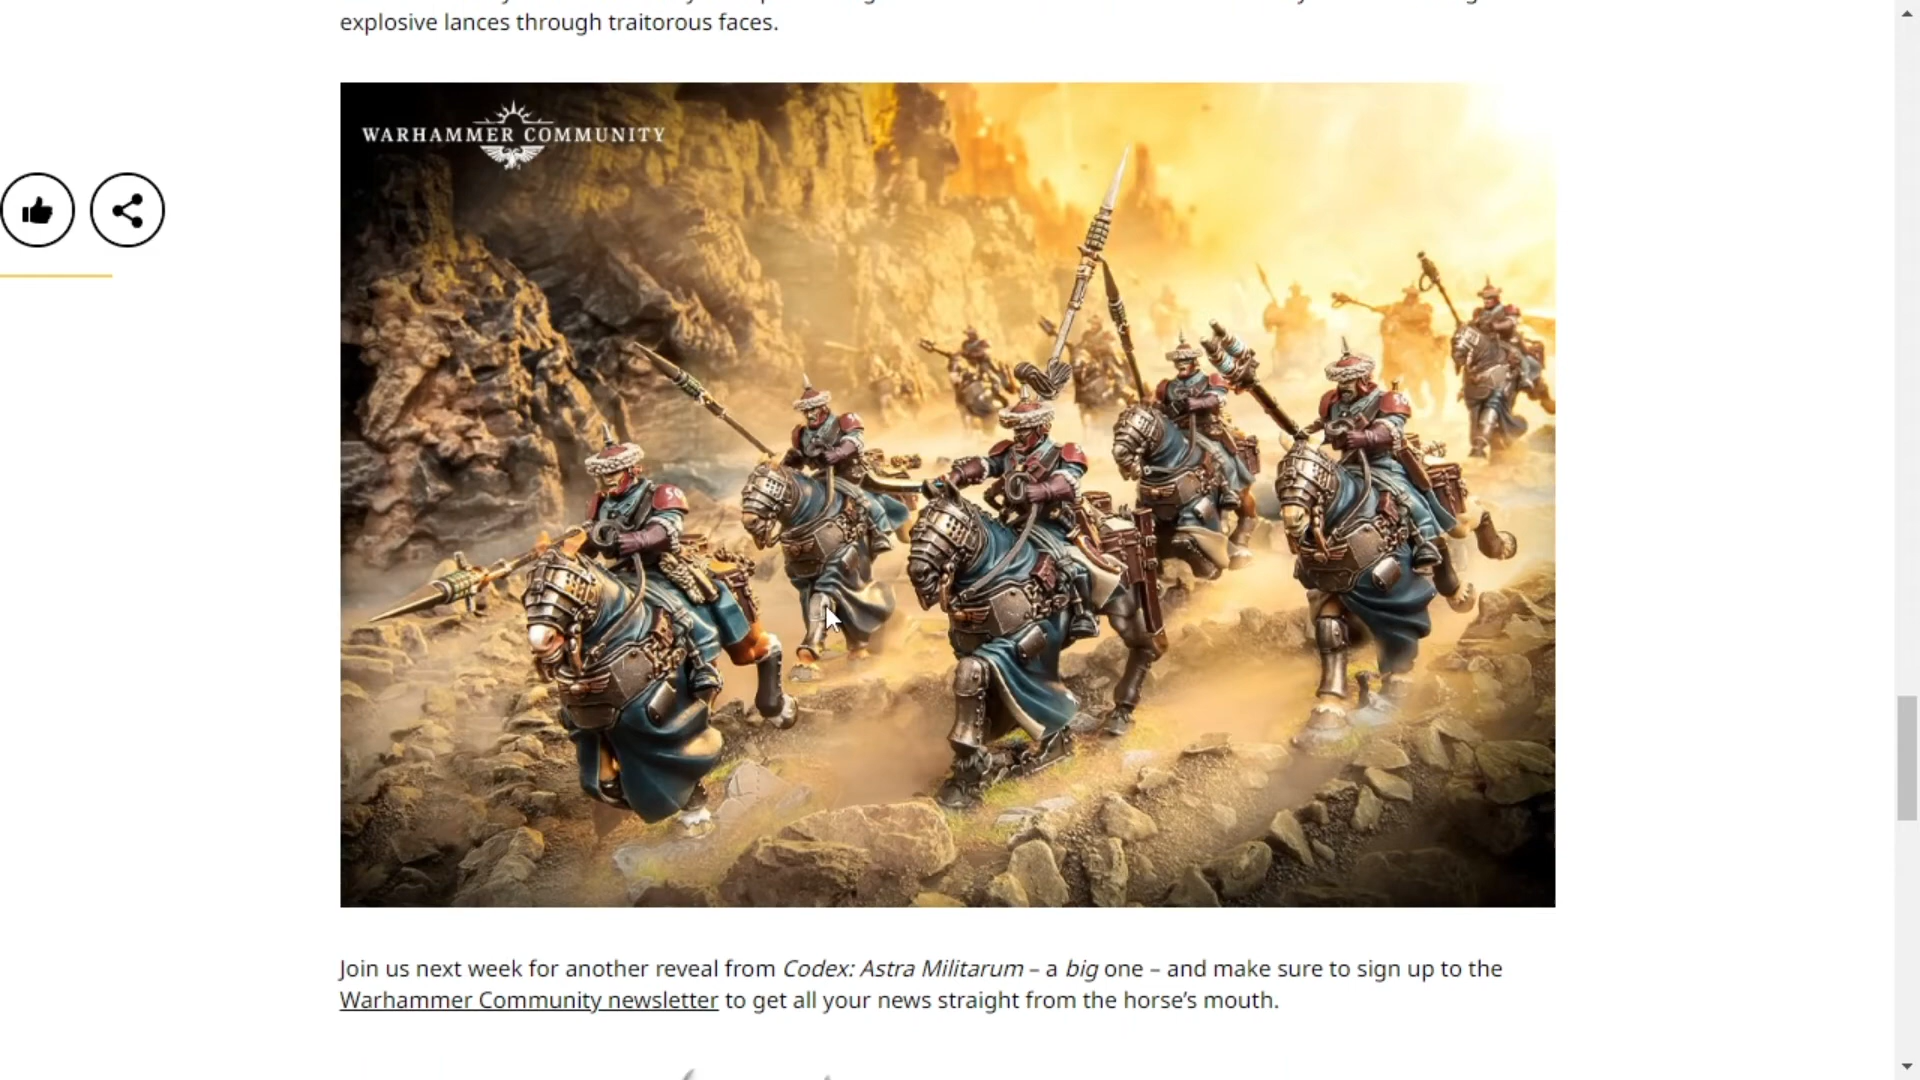 explosive lances through traitorous faces.
WARHAMMER COMMUNITY
50
Join us next week for another reveal from Codex: Astra Militarum – a big one – and make sure to sign up to the
Warhammer Community newsletter to get all your news straight from the horse’s mouth.